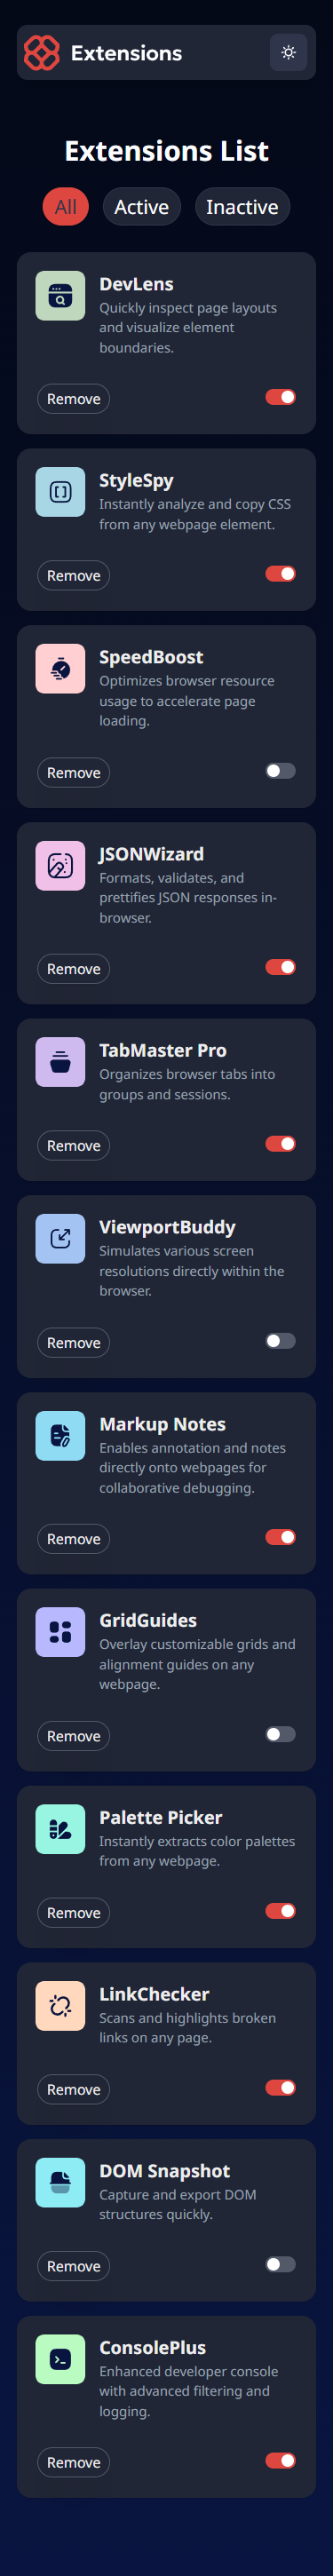 Extensions
Extensions List
All Active Inactive
DevLens
Quickly inspect page layouts
and visualize element
boundaries.
Remove
StyleSpy
Instantly analyze and copy CSS
from any webpage element.
Remove
SpeedBoost
Optimizes browser resource
usage to accelerate page
loading.
Remove
JSONWizard
Formats, validates, and
prettifies JSON responses in-
browser.
Remove
TabMaster Pro
Organizes browser tabs into
groups and sessions.
Remove
ViewportBuddy
Simulates various screen
resolutions directly within the
browser.
Remove
Markup Notes
Enables annotation and notes
directly onto webpages for
collaborative debugging.
Remove
GridGuides
Overlay customizable grids and
alignment guides on any
webpage.
Remove
Palette Picker
Instantly extracts color palettes
from any webpage.
Remove
LinkChecker
Scans and highlights broken
links on any page.
Remove
DOM Snapshot
Capture and export DOM
structures quickly.
Remove
ConsolePlus
Enhanced developer console
with advanced filtering and
logging.
Remove